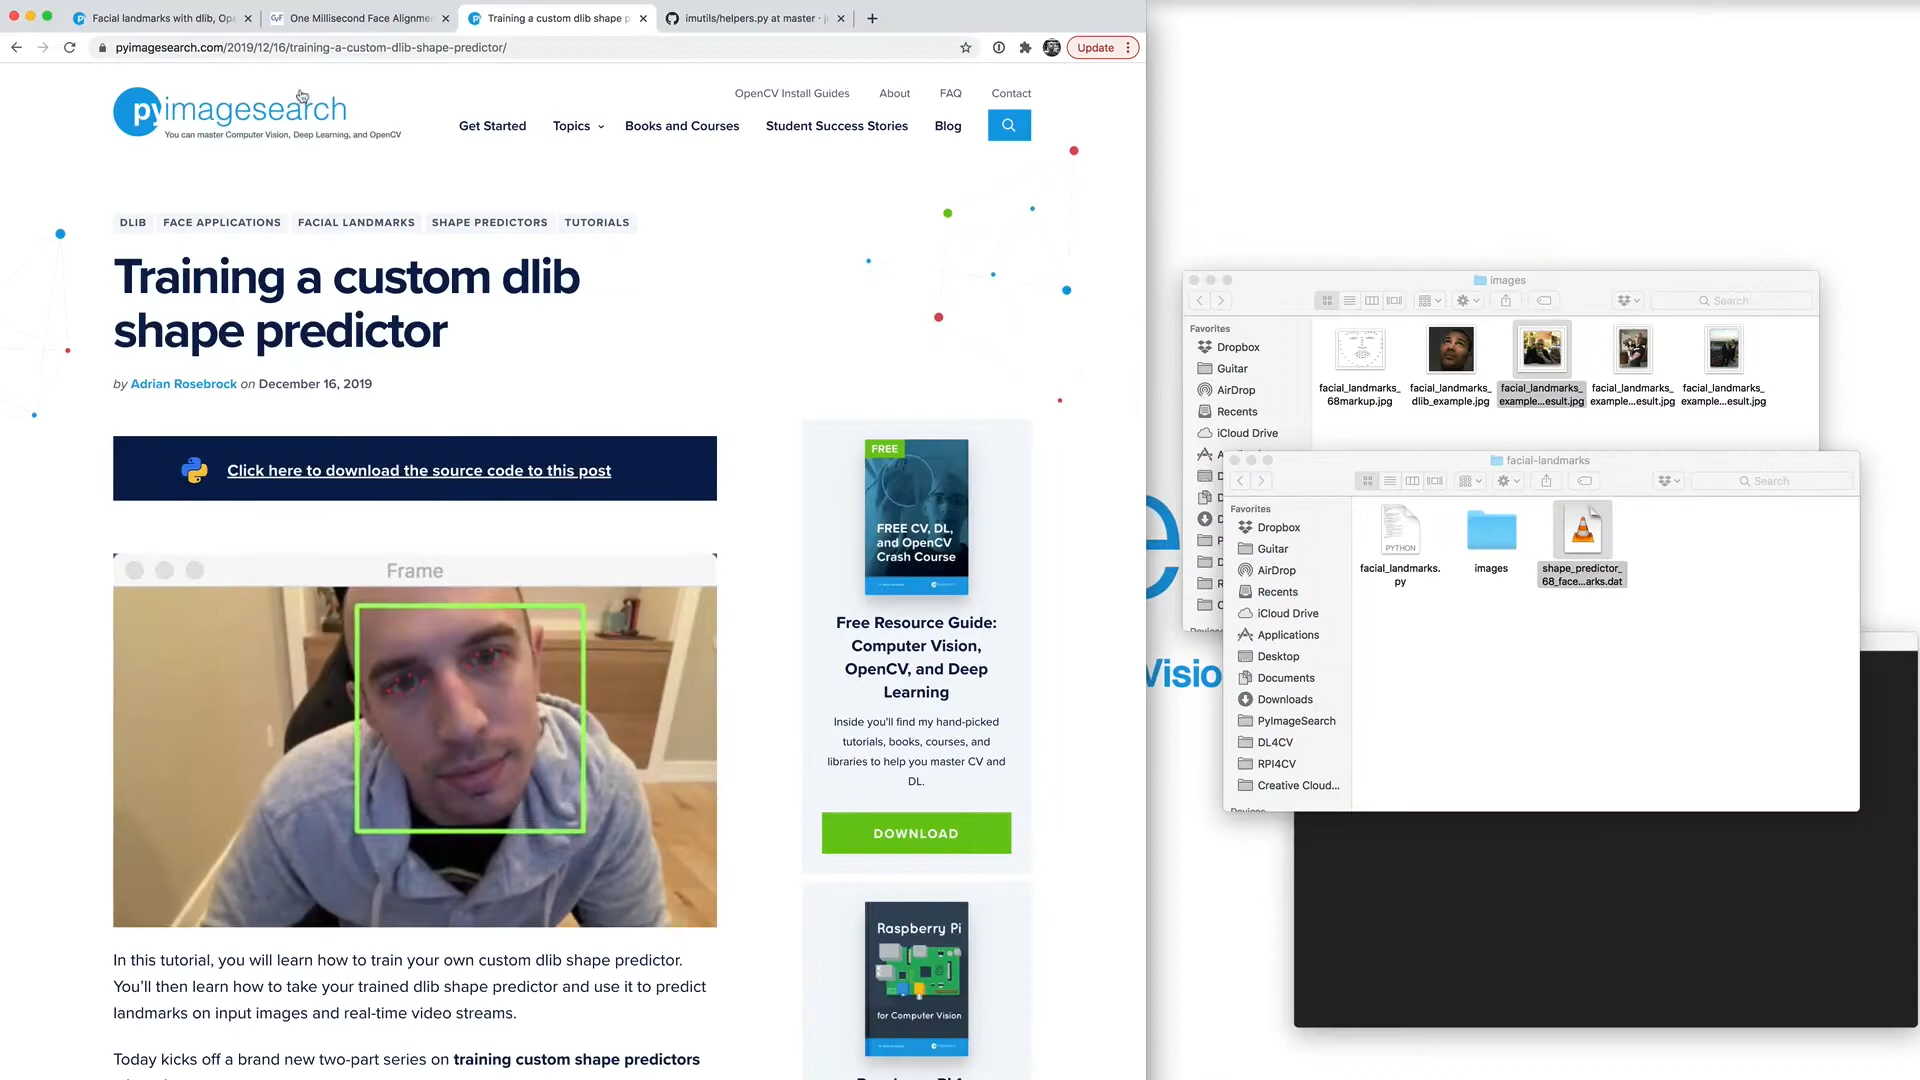 Facial landmarks with dlib, Ope
One Millisecond Face Alignme
Training a custom dlib shape p
imutils/helpers.py at master · j
pyimagesearch.com/2019/12/16/training-a-custom-dlib-shape-predictor/
Update
pyimagesearch
You can master Computer Vision, Deep Learning, and OpenCV
OpenCV Install Guides
About
FAQ
Contact
Get Started
Topics
Books and Courses
Student Success Stories
Blog
DLIB
FACE APPLICATIONS
FACIAL LANDMARKS
SHAPE PREDICTORS
TUTORIALS
Training a custom dlib
shape predictor
by Adrian Rosebrock on December 16, 2019
Click here to download the source code to this post
Frame
In this tutorial, you will learn how to train your own custom dlib shape predictor.
You'll then learn how to take your trained dlib shape predictor and use it to predict
landmarks on input images and real-time video streams.
Today kicks off a brand new two-part series on training custom shape predictors
FREE
FREE CV, DL,
and OpenCV
Crash Course
Free Resource Guide:
Computer Vision,
OpenCV, and Deep
Learning
Inside you'll find my hand-picked
tutorials, books, courses, and
libraries to help you master CV and
DL.
DOWNLOAD
Raspberry Pi
for Computer Vision
images
Search
Favorites
Dropbox
Guitar
AirDrop
Recents
iCloud Drive
facial_landmarks_
68markup.jpg
facial_landmarks_
dlib_example.jpg
facial_landmarks_
example...esult.jpg
facial_landmarks_
example...esult.jpg
facial_landmarks_
example...esult.jpg
facial-landmarks
Search
Favorites
Dropbox
Guitar
AirDrop
Recents
iCloud Drive
Applications
Desktop
Documents
Downloads
PyImageSearch
DL4CV
RPI4CV
Creative Cloud...
PYTHON
facial_landmarks.
py
images
shape_predictor_
68_face...arks.dat
e
Visio